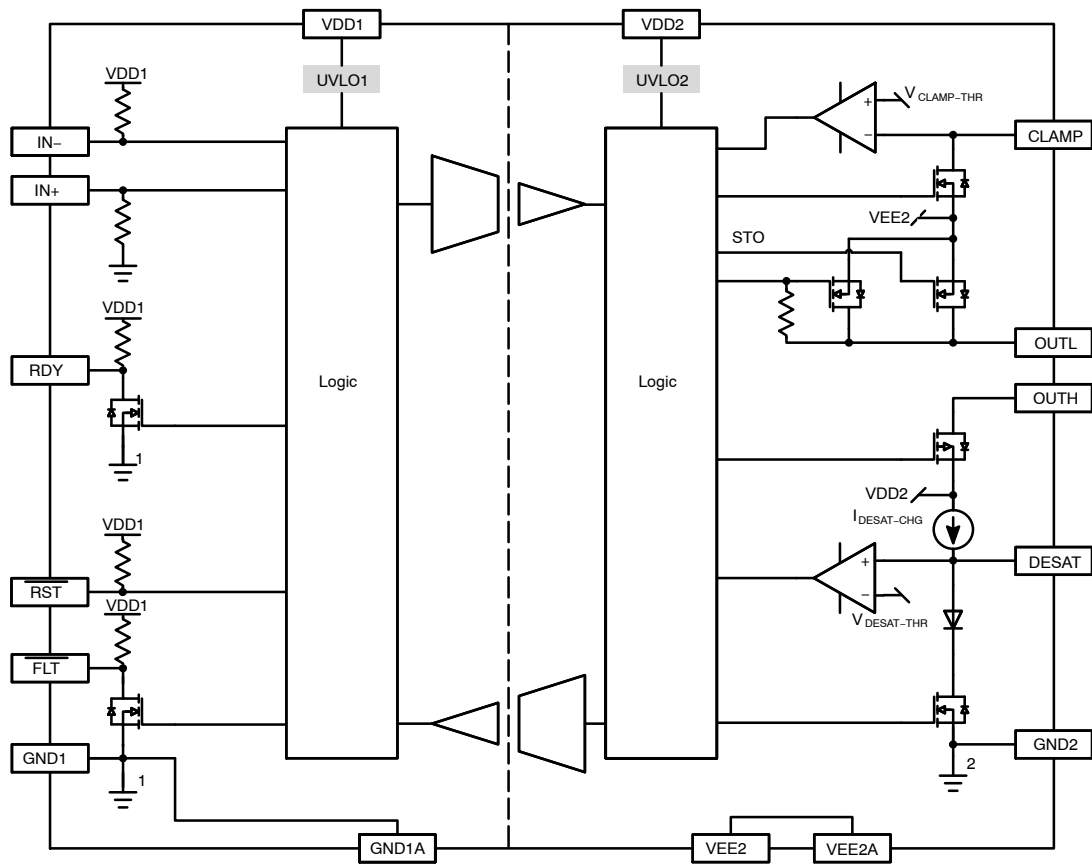 VDD1
VDD2
VDD1
UVLO1
UVLO2
V CLAMP−THR
+
−
IN−
CLAMP
IN+
VEE2
STO
VDD1
OUTL
RDY
Logic
Logic
OUTH
1
VDD2
I DESAT−CHG
VDD1
+
DESAT
−
RST
VDD1
V DESAT−THR
FLT
GND1
GND2
1
2
GND1A
VEE2
VEE2A